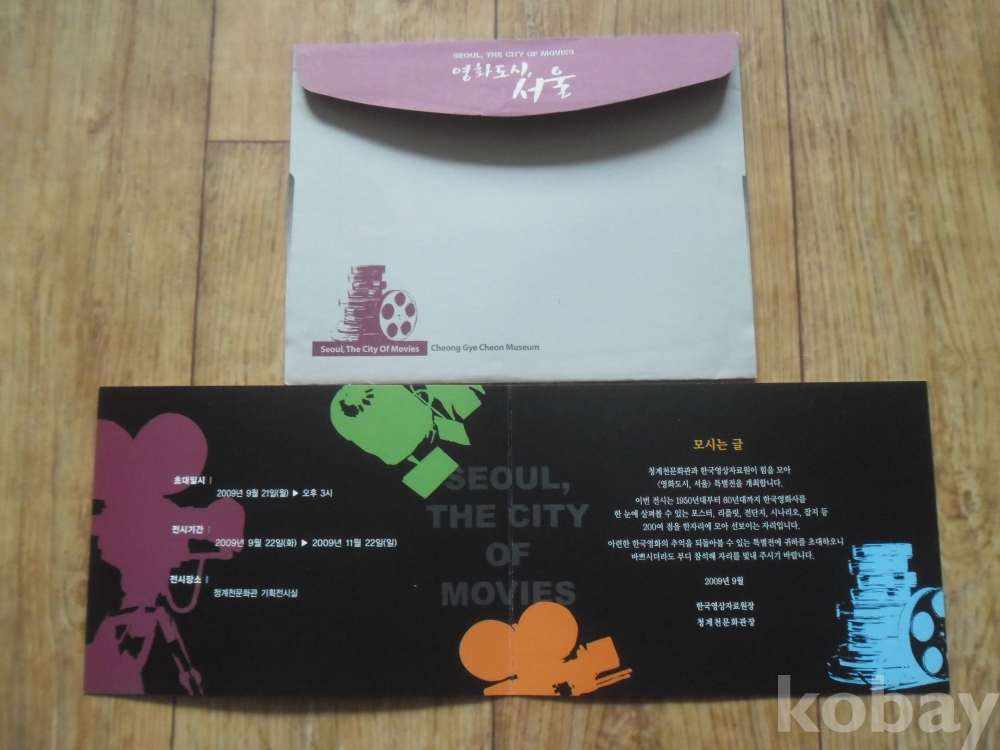 SEOUL, THE CITY OF MOVIES
영화도시,
서울
Seoul, The City Of Movies
Cheong Gye Cheon Museum
초대일시
2009년 9월 21일(월) ▶ 오후 3시
전시기간
2009년 9월 22일(화) ▶ 2009년 11월 22일(일)
전시장소
청계천문화관 기획전시실
SEOUL,
THE CITY
OF
MOVIES
모시는 글
청계천문화관과 한국영상자료원이 힘을 모아
<영화도시, 서울> 특별전을 개최합니다.
이번 전시는 1950년대부터 60년대까지 한국영화사를
한 눈에 살펴볼 수 있는 포스터, 리플릿, 전단지, 시나리오, 잡지 등
200여 점을 한자리에 모아 선보이는 자리입니다.
아련한 한국영화의 추억을 되돌아볼 수 있는 특별전에 귀하를 초대하오니
바쁘시더라도 부디 참석해 자리를 빛내 주시기 바랍니다.
2009년 9월
한국영상자료원장
청계천문화관장
kobay